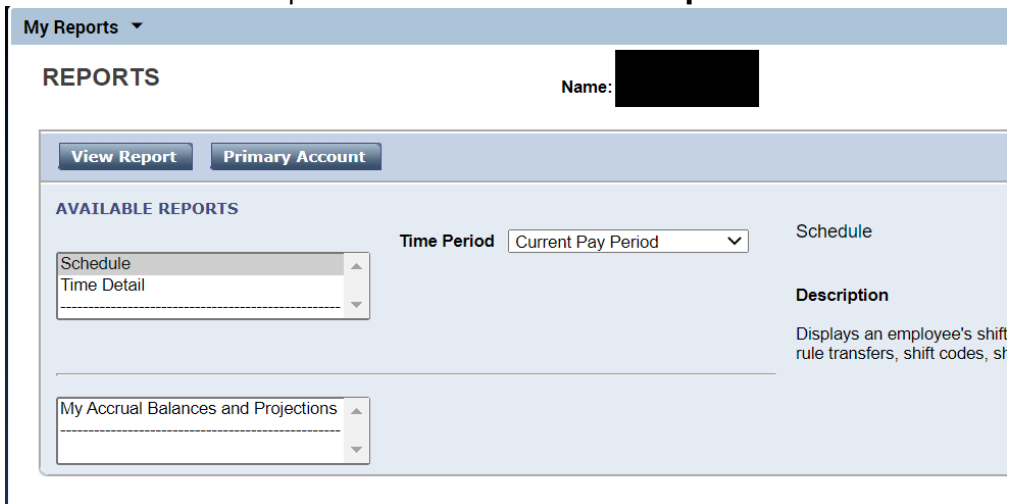 My Reports
REPORTS
Name:
View Report
Primary Account
AVAILABLE REPORTS
Time Period
Current Pay Period
Schedule
Time Detail
------------------------------------------------
Schedule
Description
Displays an employee's shift
rule transfers, shift codes,
My Accrual Balances and Projections
------------------------------------------------